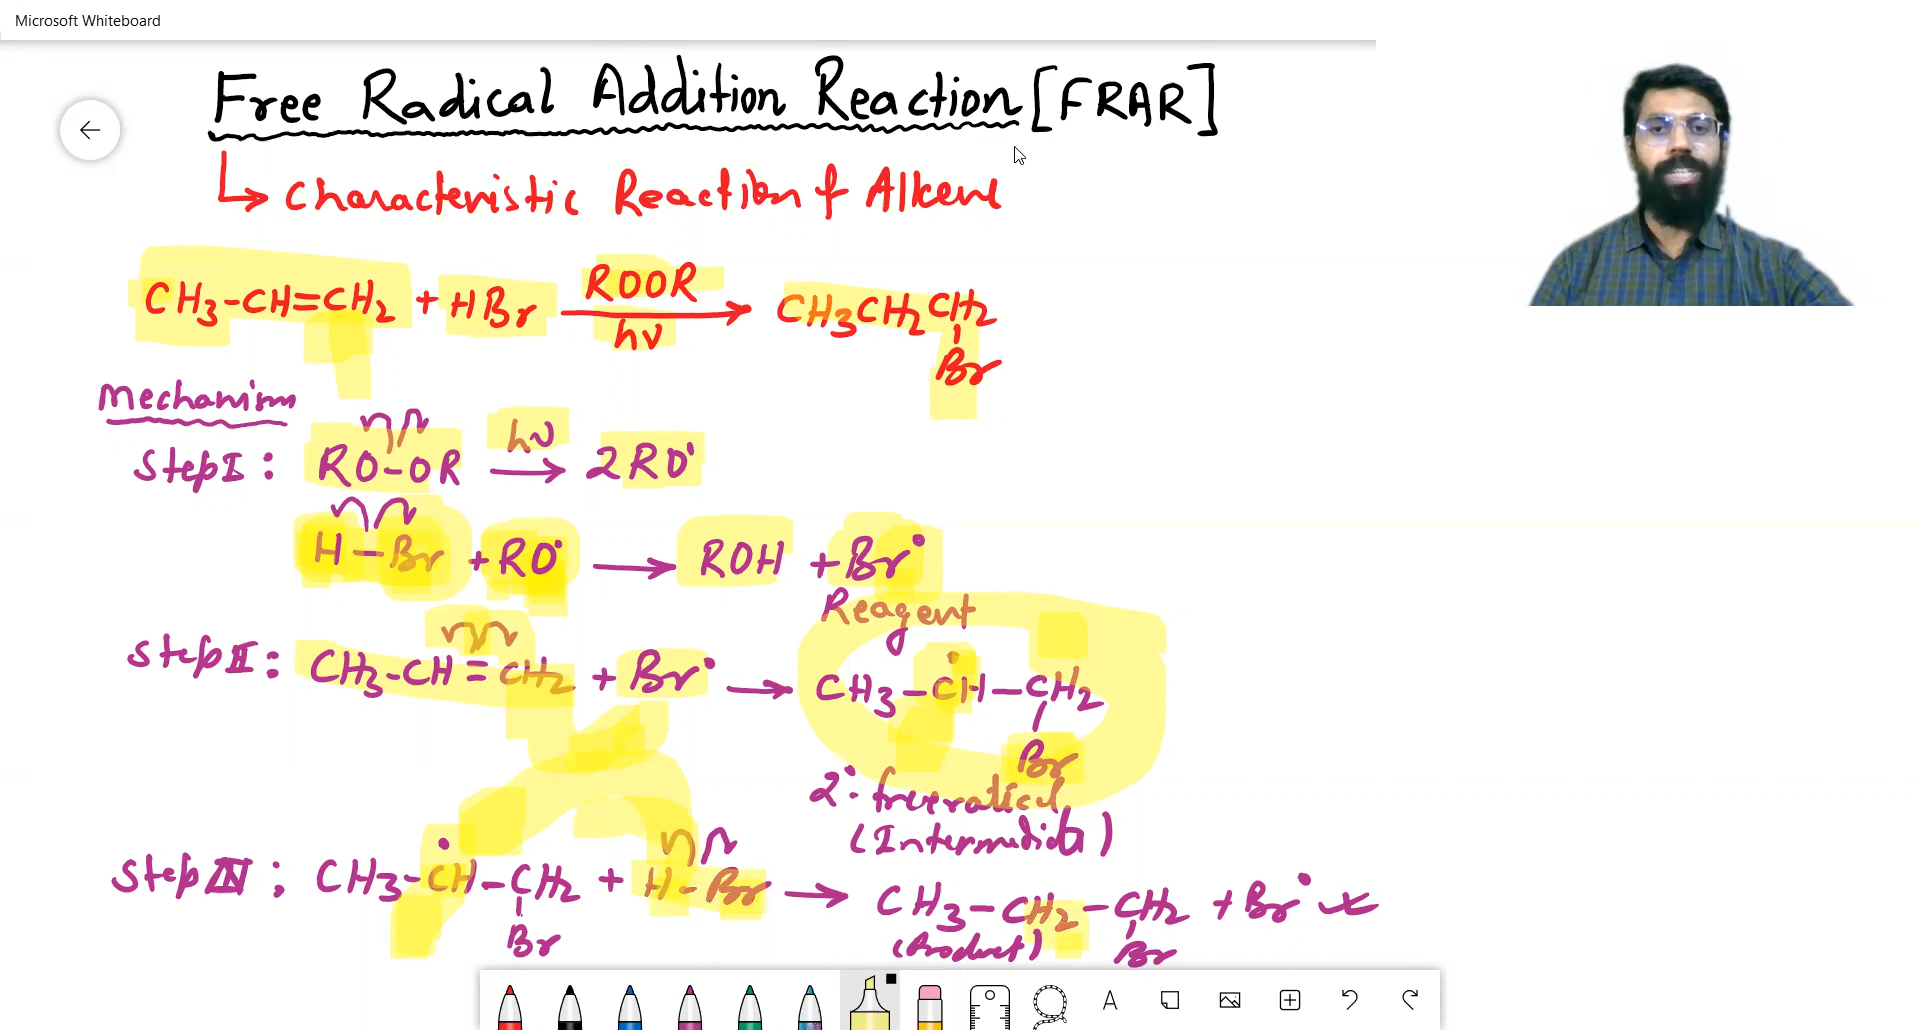 Microsoft Whiteboard
Free Radical Addition Reaction [FRAR]
↳ Characteristic Reaction of Alkene
CH3-CH=CH2 + HBr ROOR hν → CH3CH2CH2
Br
Mechanism
Step I : RO-OR hν → 2RO•
H-Br + RO• → ROH + Br•
Reagent
Step II : CH3-CH=CH2 + Br• → CH3-ĊH-CH2
Br
2° freeradical
(Intermediate)
Step III ; CH3-ĊH-CH2 + H-Br → CH3-CH2-CH2 + Br•
Br (Product) Br